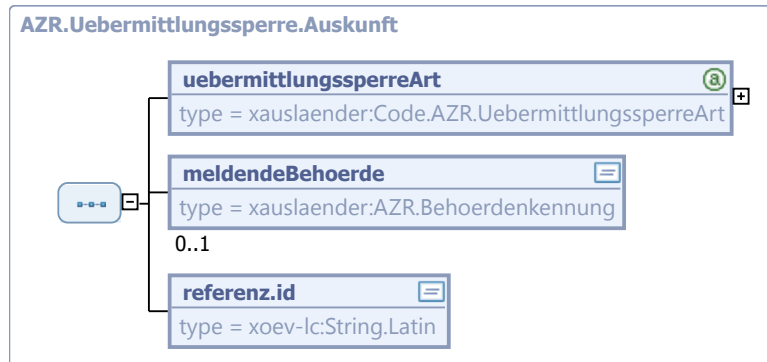 AZR.Uebermittlungssperre.Auskunft
uebermittlungssperreArt
type = xauslaender:Code.AZR.UebermittlungssperreArt
meldendeBehoerde
type = xauslaender:AZR.Behoerdenkennung
0..1
referenz.id
type = xoev-lc:String.Latin